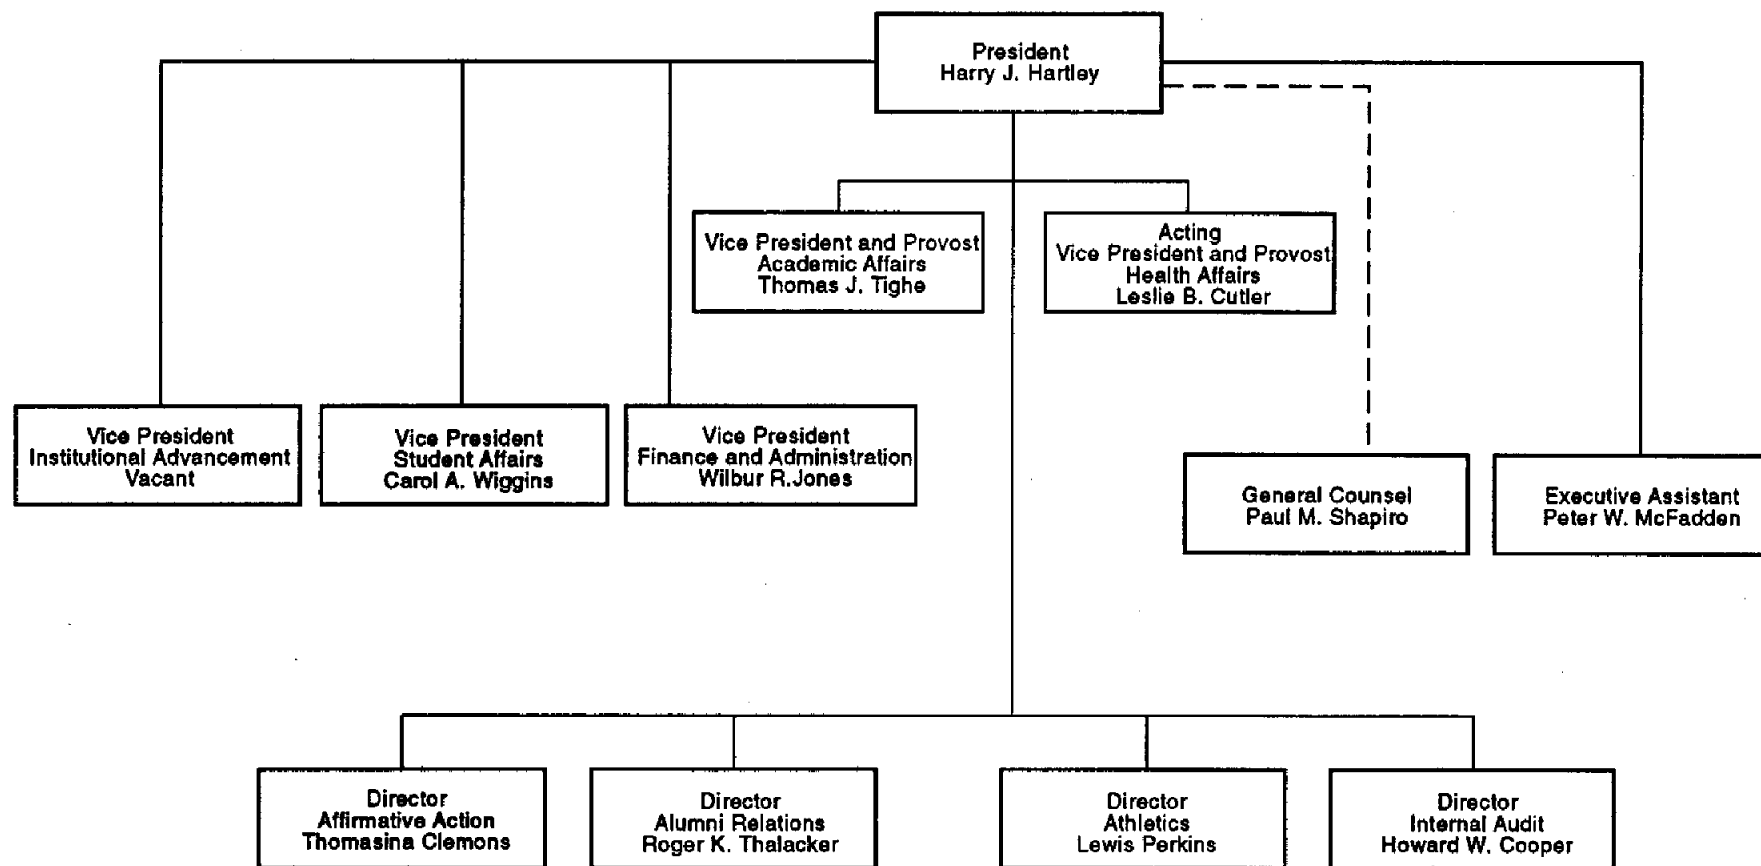 President
Harry J. Hartley
Vice President and Provost
Academic Affairs
Thomas J. Tighe
Acting
Vice President and Provost
Health Affairs
Leslie B. Cutler
Vice President
Institutional Advancement
Vacant
Vice President
Student Affairs
Carol A. Wiggins
Vice President
Finance and Administration
Wilbur R.Jones
General Counsel
Paul M. Shapiro
Executive Assistant
Peter W. McFadden
Director
Affirmative Action
Thomasina Clemons
Director
Alumni Relations
Roger K. Thalacker
Director
Athletics
Lewis Perkins
Director
Internal Audit
Howard W. Cooper